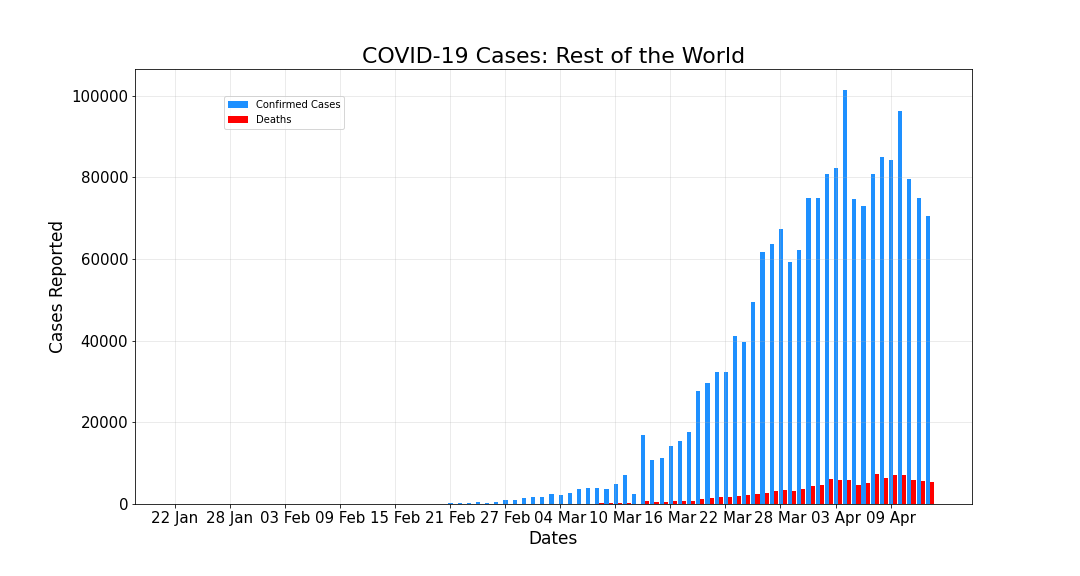 COVID-19 Cases: Rest of the World
100000
80000
60000
40000
20000
0
Cases Reported
Confirmed Cases
Deaths
22 Jan 28 Jan 03 Feb 09 Feb 15 Feb 21 Feb 27 Feb 04 Mar 10 Mar 16 Mar 22 Mar 28 Mar 03 Apr 09 Apr
Dates